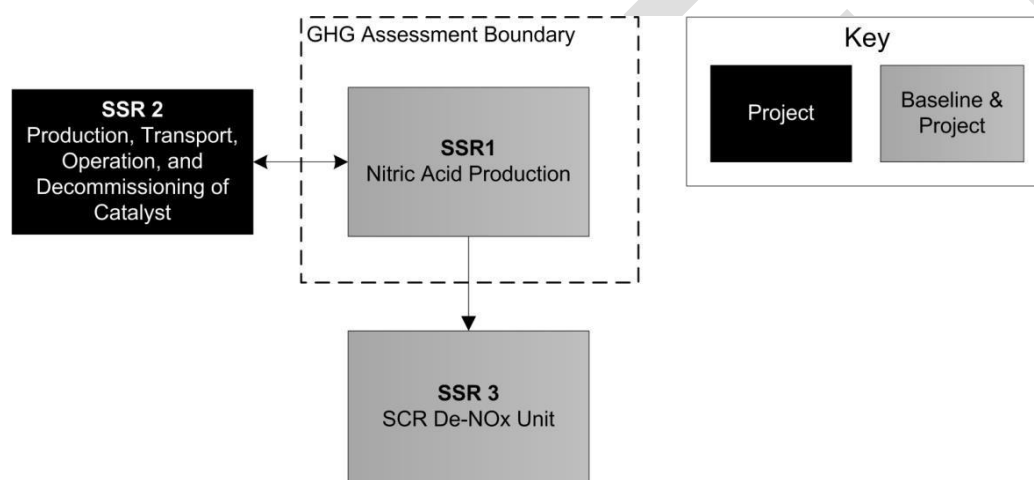 GHG Assessment Boundary
SSR 2
Production, Transport,
Operation, and
Decommissioning of
Catalyst
SSR1
Nitric Acid Production
SSR 3
SCR De-NOx Unit
Key
Project
Baseline &
Project